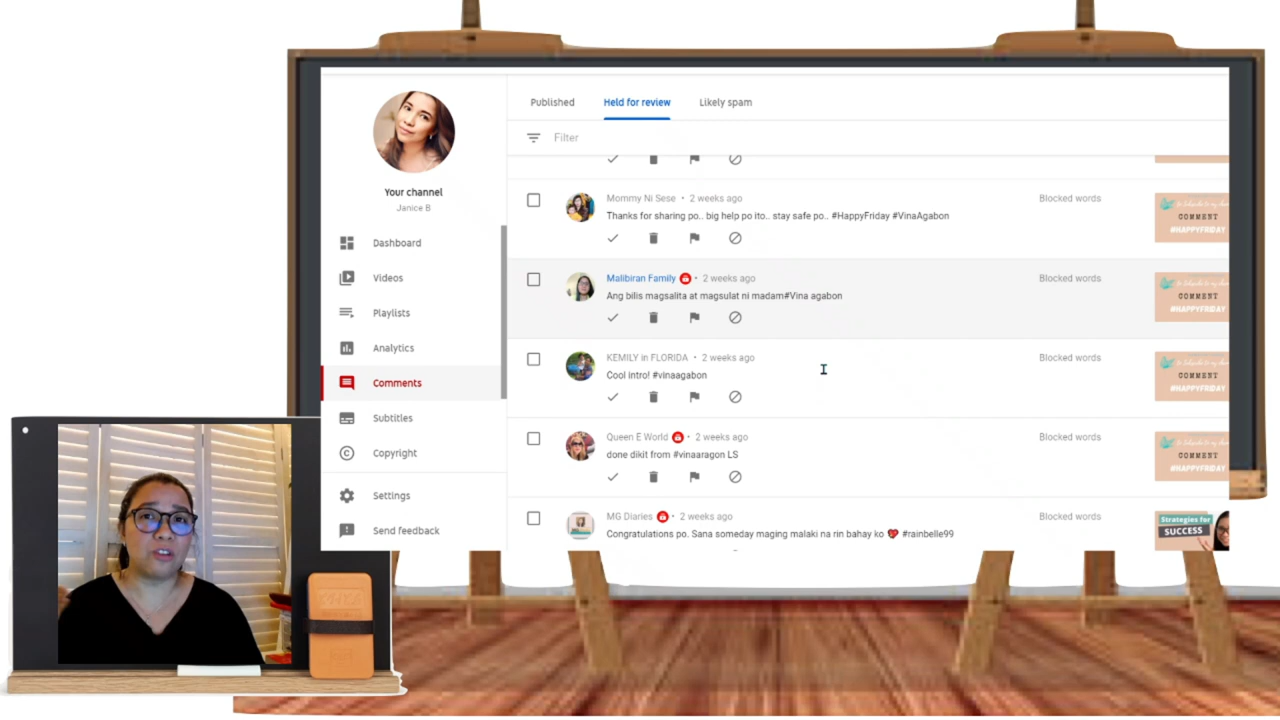 Published
Held for review
Likely spam
Filter
Your channel
Janice B
Dashboard
Videos
Playlists
Analytics
Comments
Subtitles
Copyright
Settings
Send feedback
Mommy Ni Sese • 2 weeks ago
Thanks for sharing po.. big help po ito.. stay safe po.. #HappyFriday #VinaAgabon
Blocked words
COMMENT
#HAPPYFRIDAY
Malibiran Family • 2 weeks ago
Ang bilis magsalita at magsulat ni madam#Vina agabon
Blocked words
COMMENT
#HAPPYFRIDAY
KEMILY in FLORIDA • 2 weeks ago
Cool intro! #vinaagabon
Blocked words
COMMENT
#HAPPYFRIDAY
Queen E World • 2 weeks ago
done dikit from #vinaaragon LS
Blocked words
COMMENT
#HAPPYFRIDAY
MG Diaries • 2 weeks ago
Congratulations po. Sana someday maging malaki na rin bahay ko 💖 #rainbelle99
Blocked words
Strategies for
SUCCESS